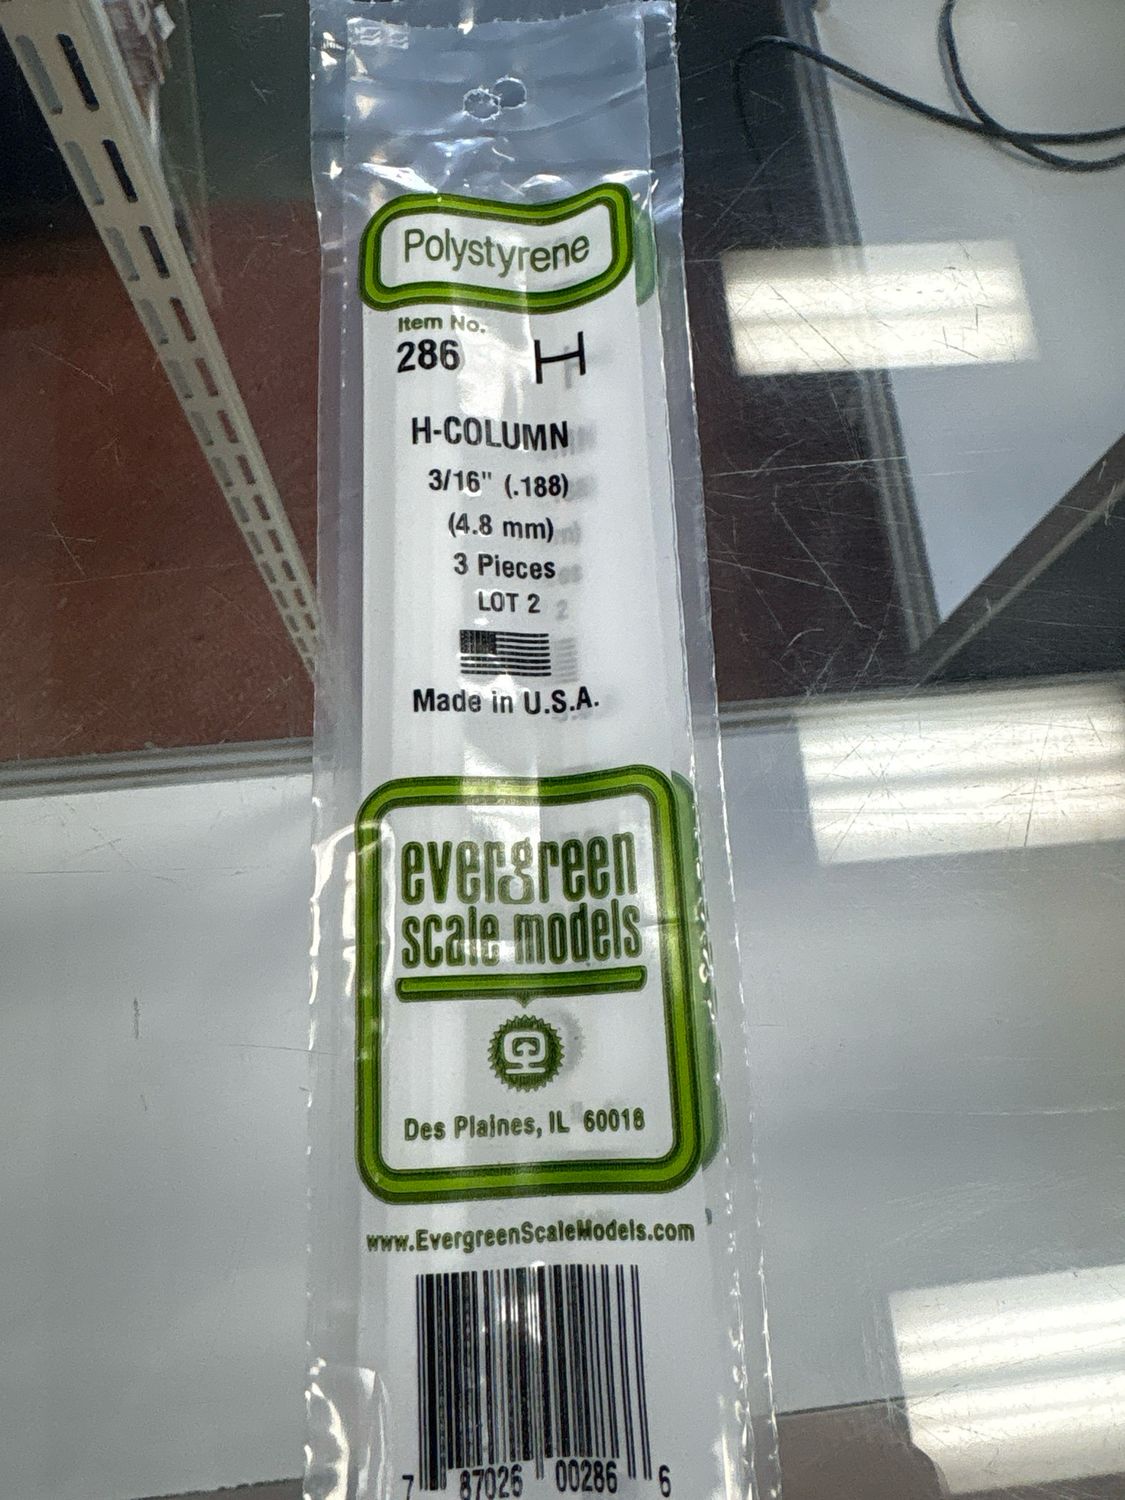 Polystyrene
Item No.
286
H-COLUMN
3/16" (.188)
(4.8 mm)
3 Pieces
LOT 2
Made in U.S.A.
evergreen
scale models
Des Plaines, IL 60018
www.EvergreenScaleModels.com
7 87026 00286 6